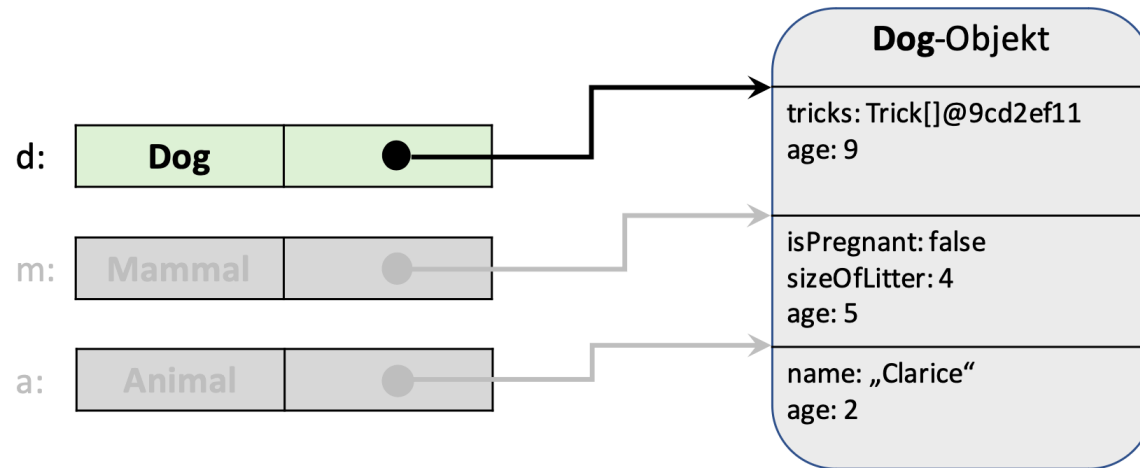 Dog-Objekt
tricks: Trick[]@9cd2ef11
age: 9
d: Dog
isPregnant: false
sizeOfLitter: 4
age: 5
m: Mammal
name: „Clarice“
age: 2
a: Animal